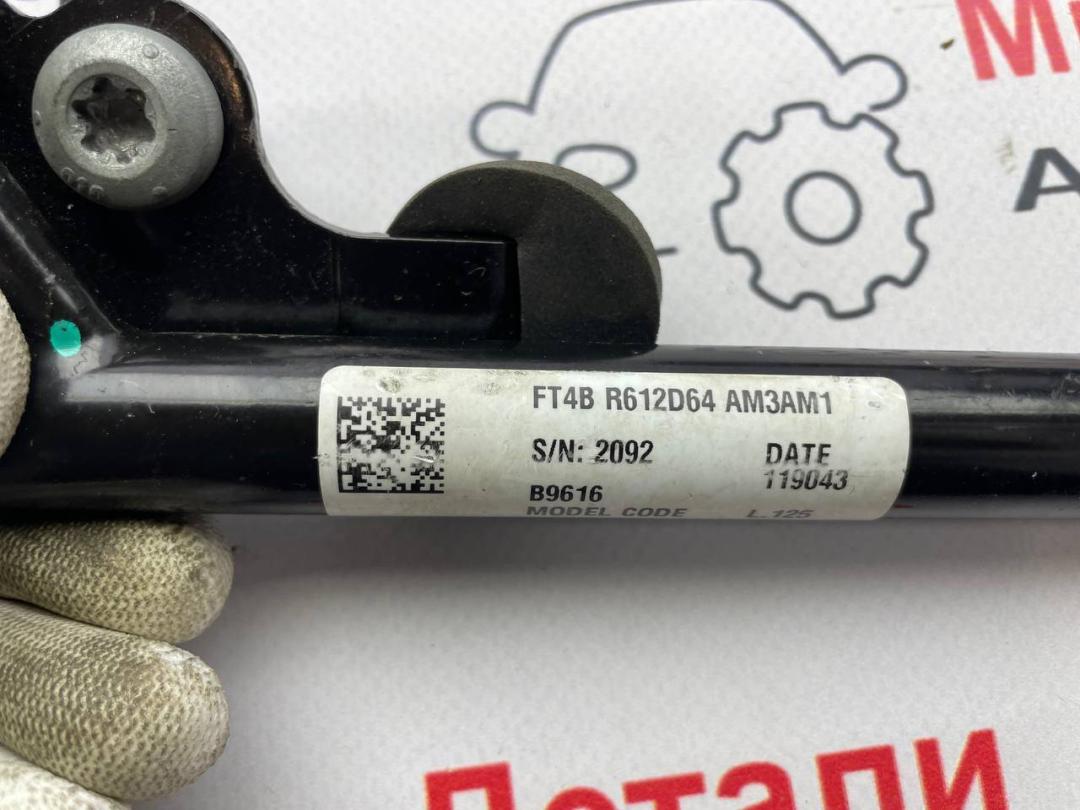 FT4B R612D64 AM3AM1
S/N: 2092
DATE
119043
B9616
MODEL CODE
L.125
Детали